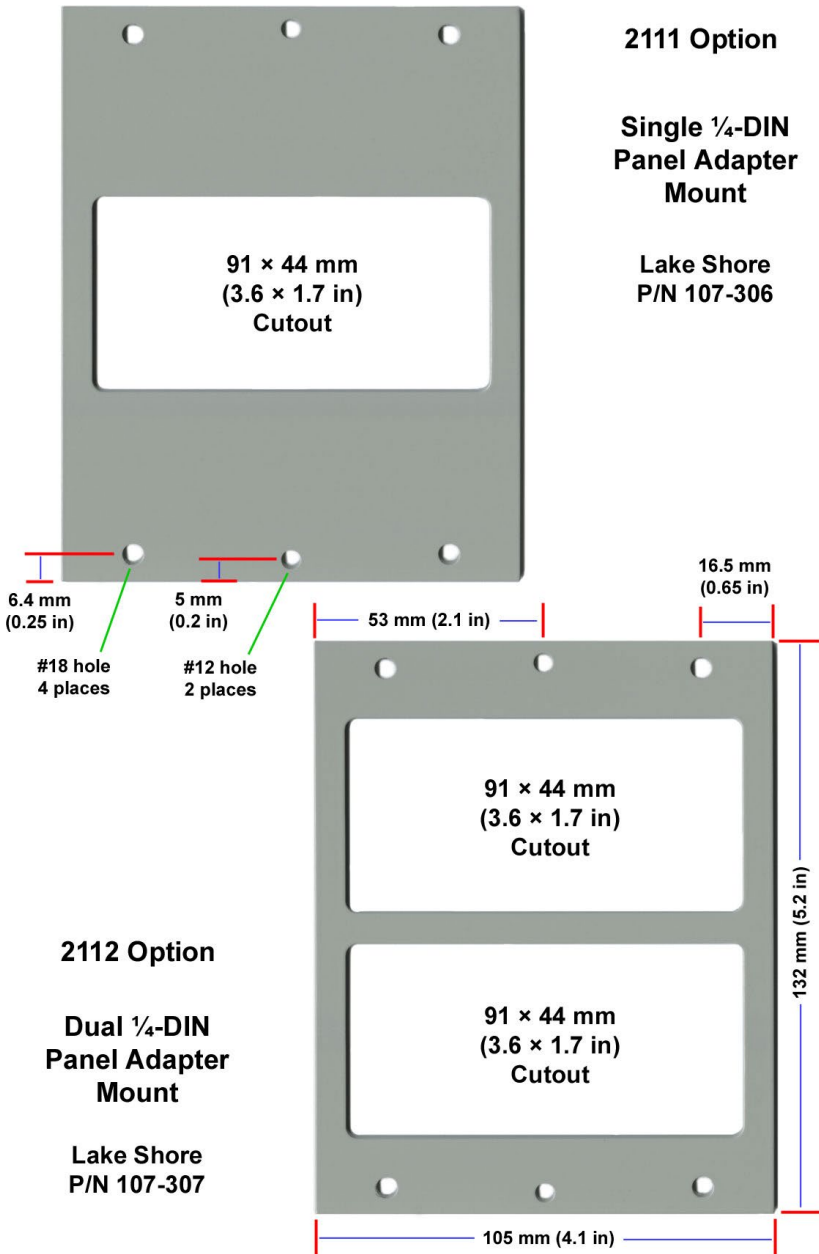 2111 Option
Single ¼-DIN
Panel Adapter
Mount
Lake Shore
P/N 107-306
91 × 44 mm
(3.6 × 1.7 in)
Cutout
6.4 mm
(0.25 in)
5 mm
(0.2 in)
#18 hole
4 places
#12 hole
2 places
16.5 mm
(0.65 in)
53 mm (2.1 in)
91 × 44 mm
(3.6 × 1.7 in)
Cutout
132 mm (5.2 in)
91 × 44 mm
(3.6 × 1.7 in)
Cutout
2112 Option
Dual ¼-DIN
Panel Adapter
Mount
Lake Shore
P/N 107-307
105 mm (4.1 in)